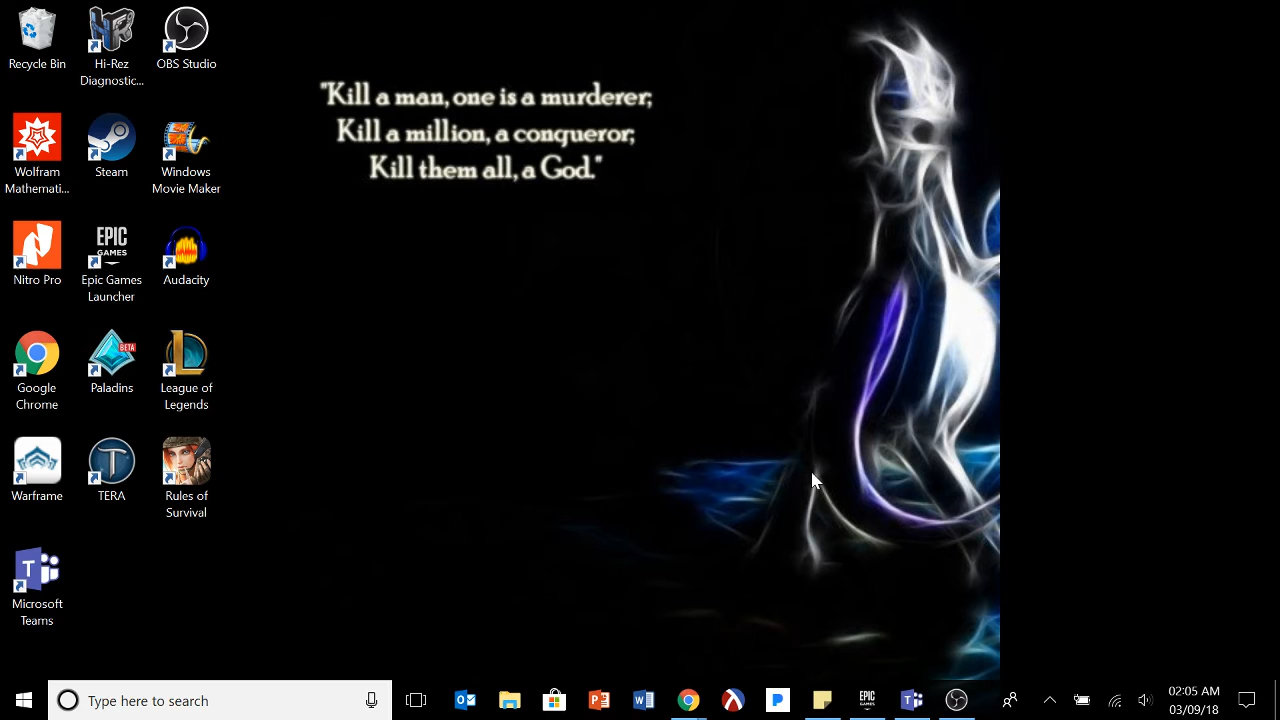 Recycle Bin
Hi-Rez
Diagnostic...
OBS Studio
"Kill a man, one is a murderer;
Kill a million, a conqueror;
Kill them all, a God."
Wolfram
Mathemati...
Steam
Windows
Movie Maker
Nitro Pro
EPIC
GAMES
Epic Games
Launcher
Audacity
Google
Chrome
BETA
Paladins
League of
Legends
Warframe
TERA
Rules of
Survival
Microsoft
Teams
Type here to search
EPIC
GAMES
02:05 AM
03/09/18